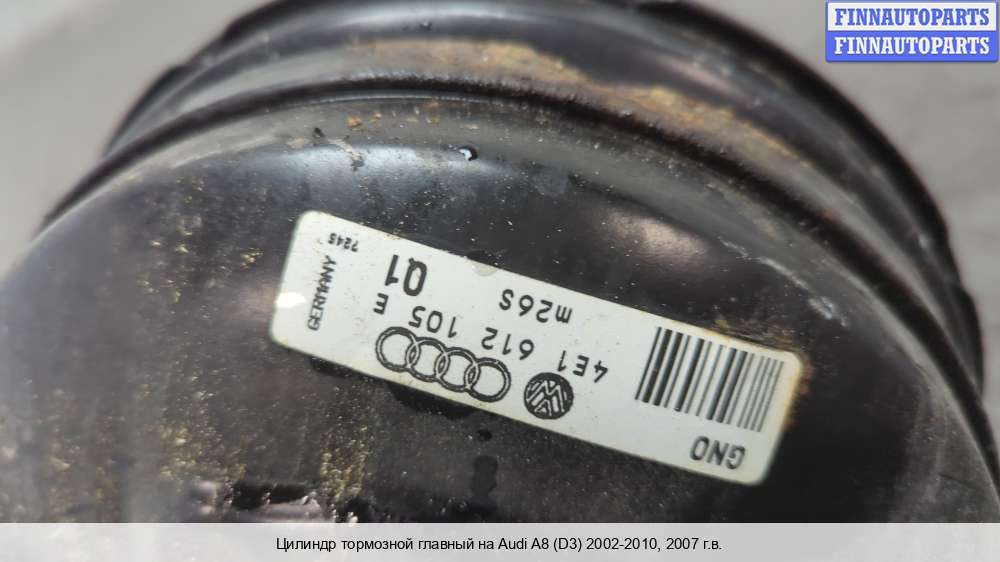 FINNAUTOPARTS
FINNAUTOPARTS
GNO
4E1 612 105 E
m26S
Q1
GERMANY
7245
Цилиндр тормозной главный на Audi A8 (D3) 2002-2010, 2007 г.в.